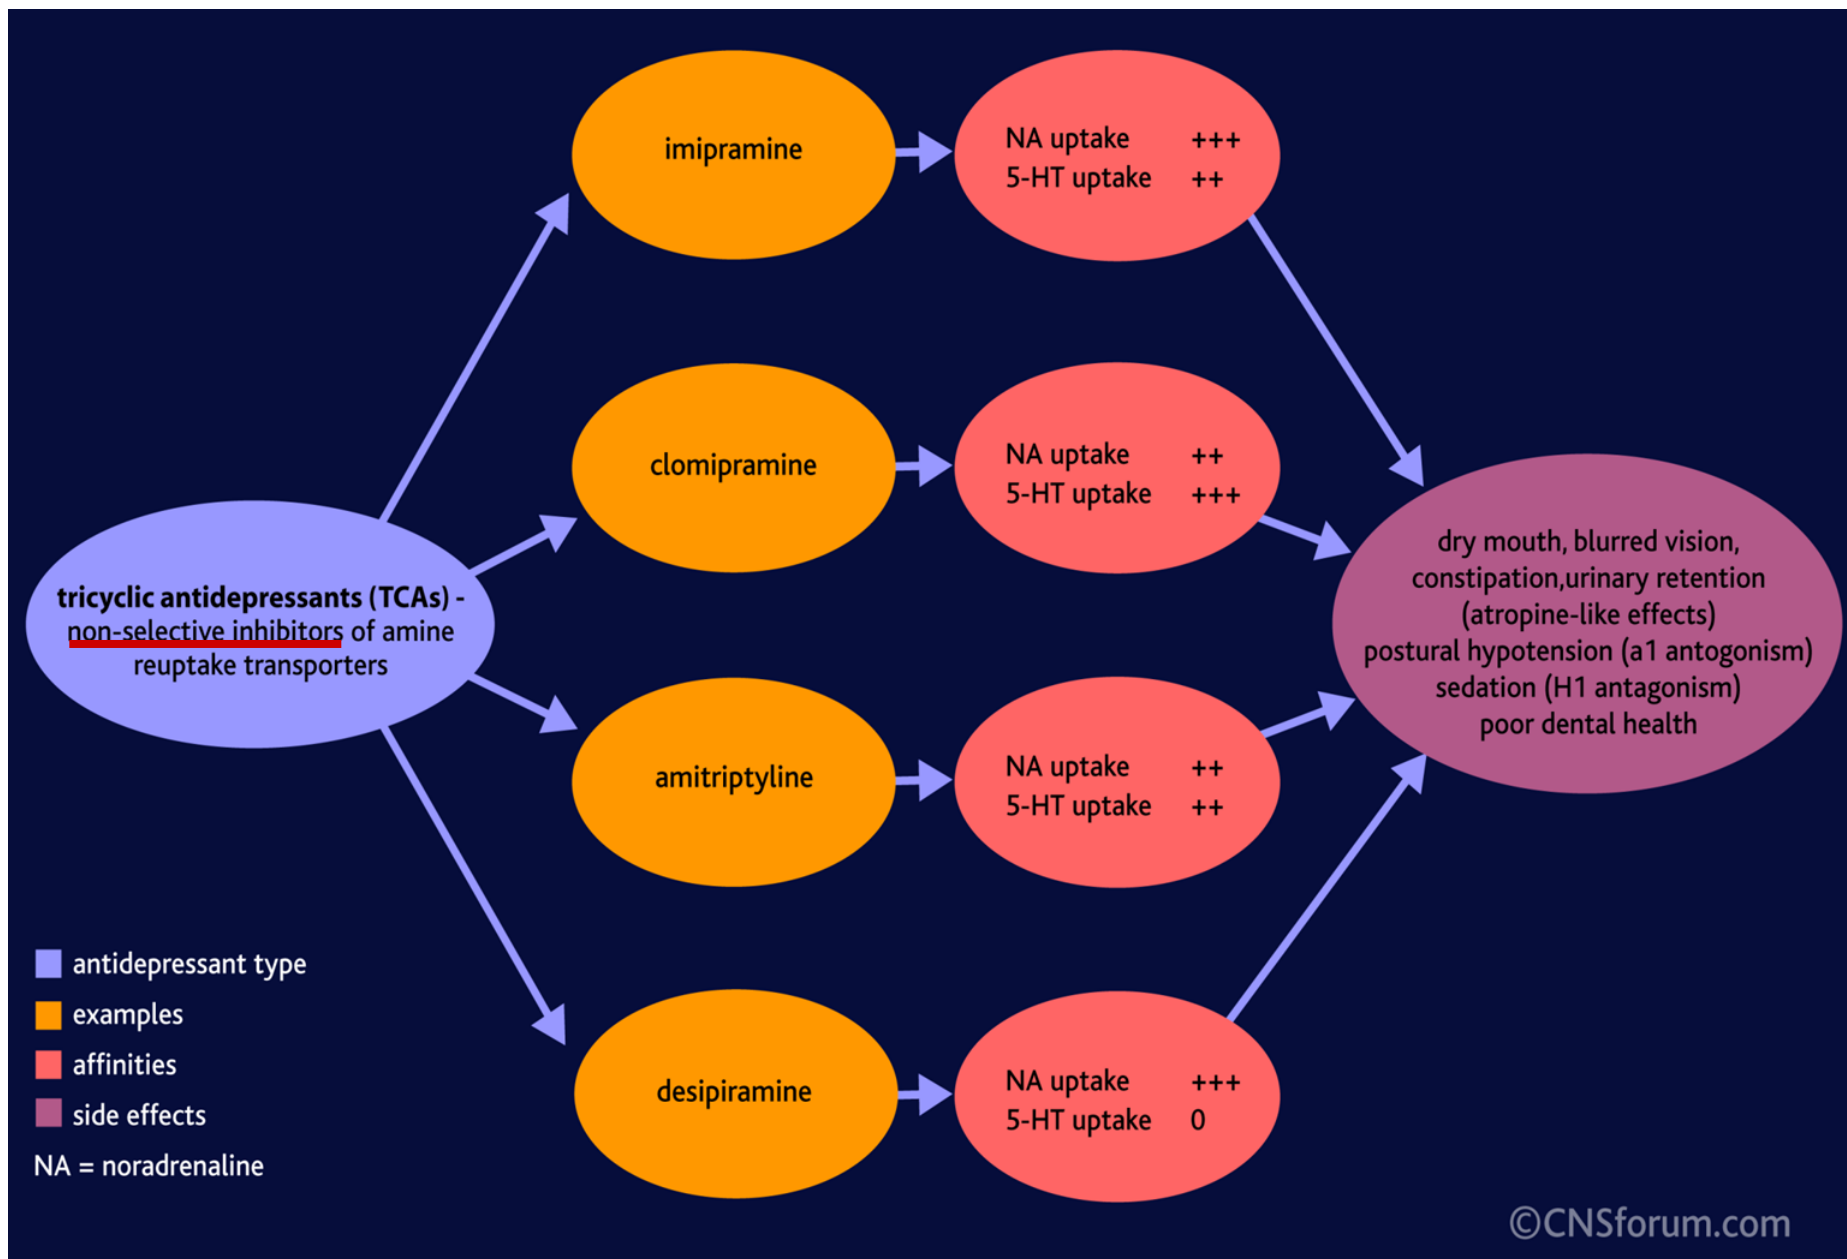 imipramine
NA uptake +++
5-HT uptake ++
clomipramine
NA uptake ++
5-HT uptake +++
tricyclic antidepressants (TCAs) -
non-selective inhibitors of amine
reuptake transporters
dry mouth, blurred vision,
constipation,urinary retention
(atropine-like effects)
postural hypotension (a1 antogonism)
sedation (H1 antagonism)
poor dental health
amitriptyline
NA uptake ++
5-HT uptake ++
desipiramine
NA uptake +++
5-HT uptake 0
antidepressant type
examples
affinities
side effects
NA = noradrenaline
©CNSforum.com